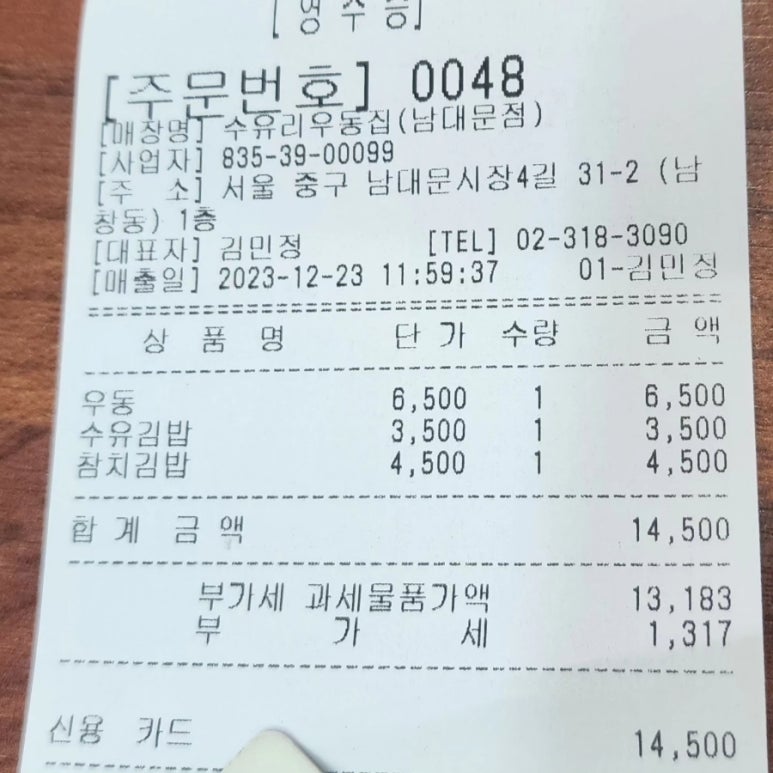 [영수증]
[주문번호] 0048
[매장명] 수유리우동집(남대문점)
[사업자] 835-39-00099
[주 소] 서울 중구 남대문시장4길 31-2 (남
창동) 1층
[대표자] 김민정 [TEL] 02-318-3090
[매출일] 2023-12-23 11:59:37 01-김민정
상 품 명 단 가 수량 금 액
우동 6,500 1 6,500
수유김밥 3,500 1 3,500
참치김밥 4,500 1 4,500
합 계 금 액 14,500
부가세 과세물품가액 13,183
부 가 세 1,317
신용 카드 14,500